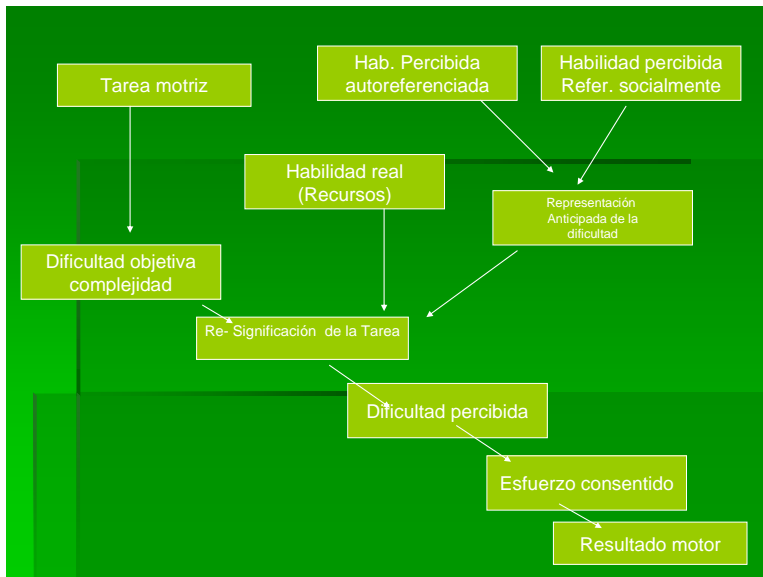 Tarea motriz
Hab. Percibida
autoreferenciada
Habilidad percibida
Refer. socialmente
Habilidad real
(Recursos)
Representación
Anticipada de la
dificultad
Dificultad objetiva
complejidad
Re- Significación de la Tarea
Dificultad percibida
Esfuerzo consentido
Resultado motor